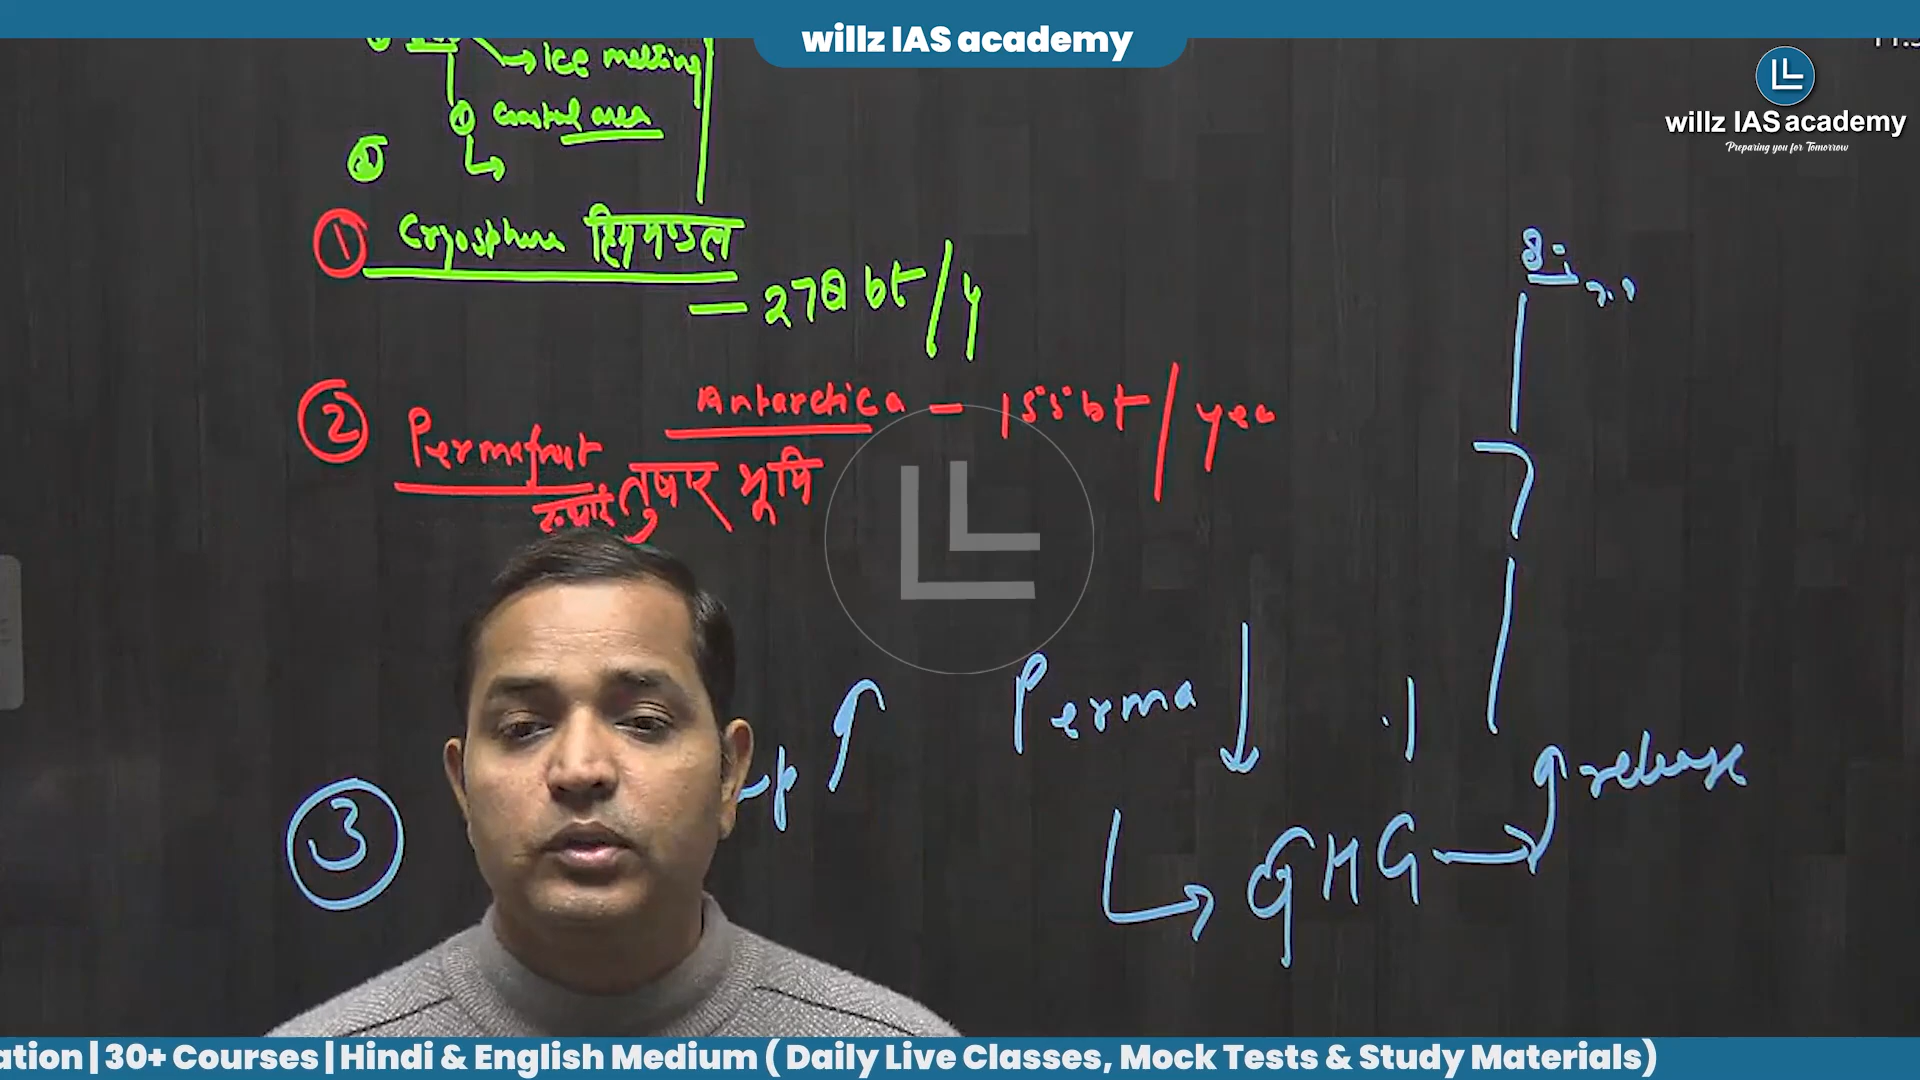 willz IAS academy
willz IAS academy
Preparing you for Tomorrow
→ Ice melting
① Coastal area
① Cryosphere हिममण्डल
— 278 bt/y
② Permafrost
Antarctica — 155 bt/year
स्थाई तुषार भूमि
③
Perma ↓
GHG → release
ation | 30+ Courses | Hindi & English Medium ( Daily Live Classes, Mock Tests & Study Materials)